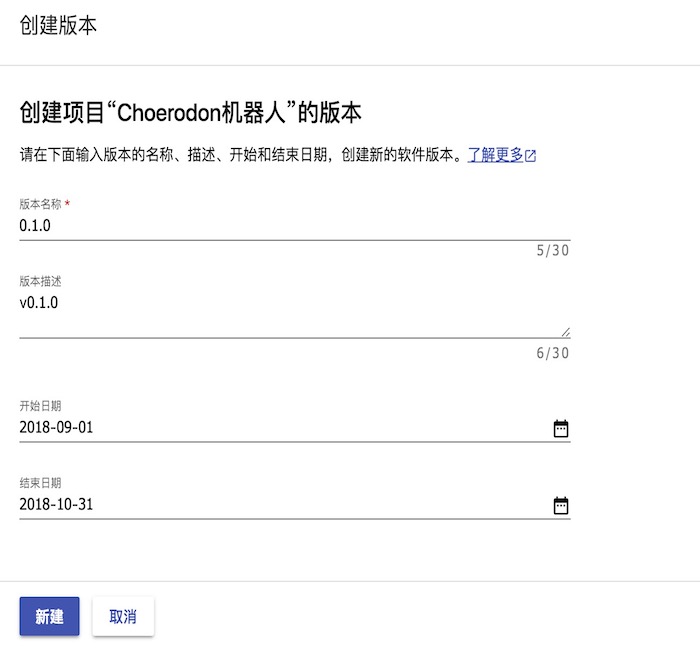 创建版本
创建项目“Choerodon机器人”的版本
请在下面输入版本的名称、描述、开始和结束日期，创建新的软件版本。了解更多
版本名称 *
0.1.0
5/30
版本描述
v0.1.0
6/30
开始日期
2018-09-01
结束日期
2018-10-31
新建 取消